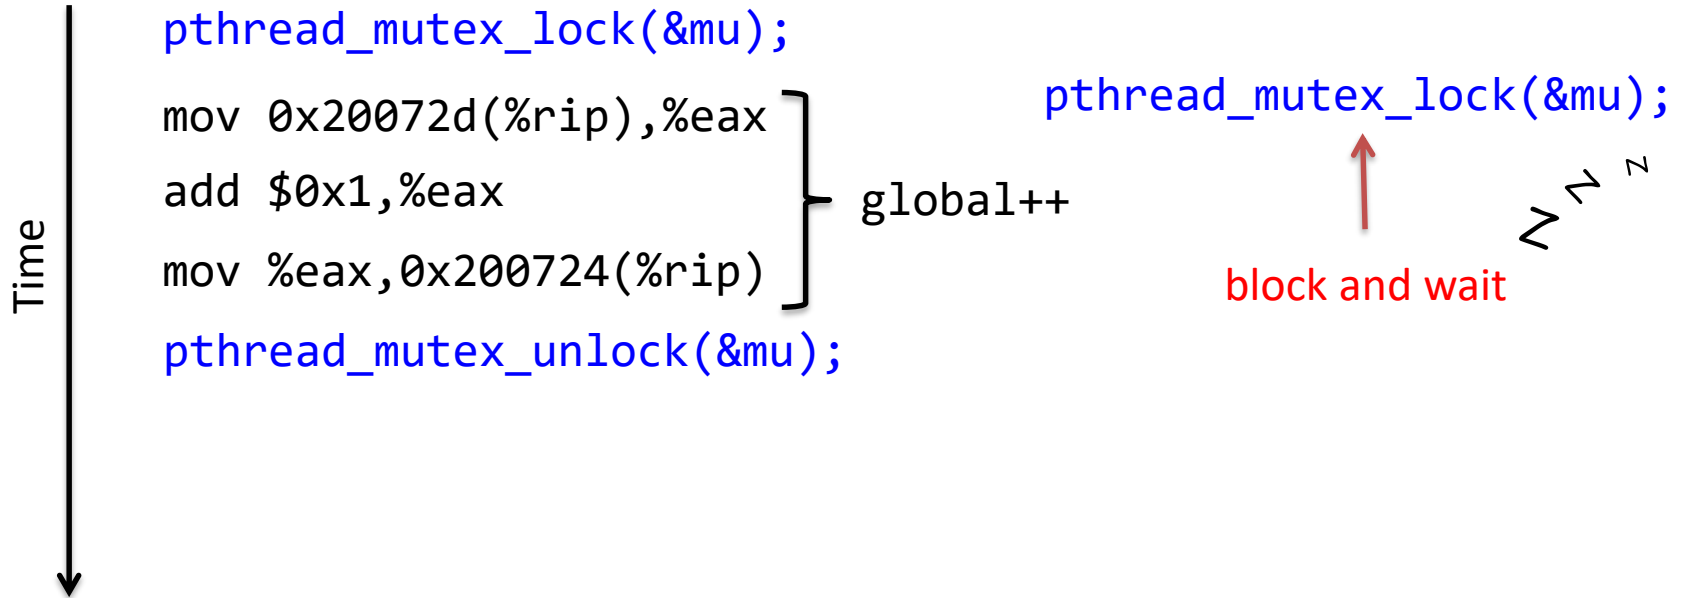 Time
pthread_mutex_lock(&mu);
mov 0x20072d(%rip),%eax
add $0x1,%eax
mov %eax,0x200724(%rip)
pthread_mutex_unlock(&mu);
global++
pthread_mutex_lock(&mu);
z
z
z
block and wait